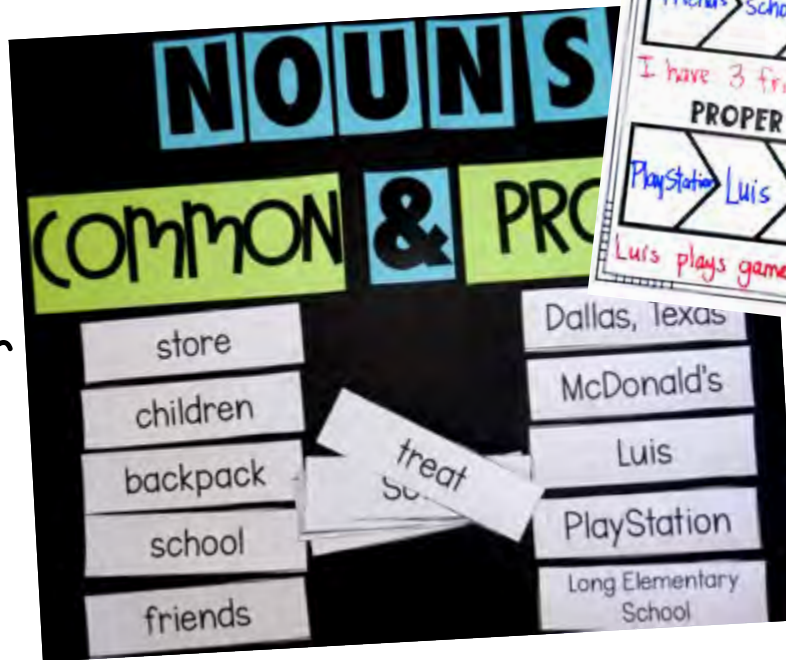 NOUNS
COMMON & PRO
store
children
backpack
school
friends
treat
Dallas, Texas
McDonald's
Luis
PlayStation
Long Elementary
School
I have 3
PROPER
PlayStation Luis
Luis plays game